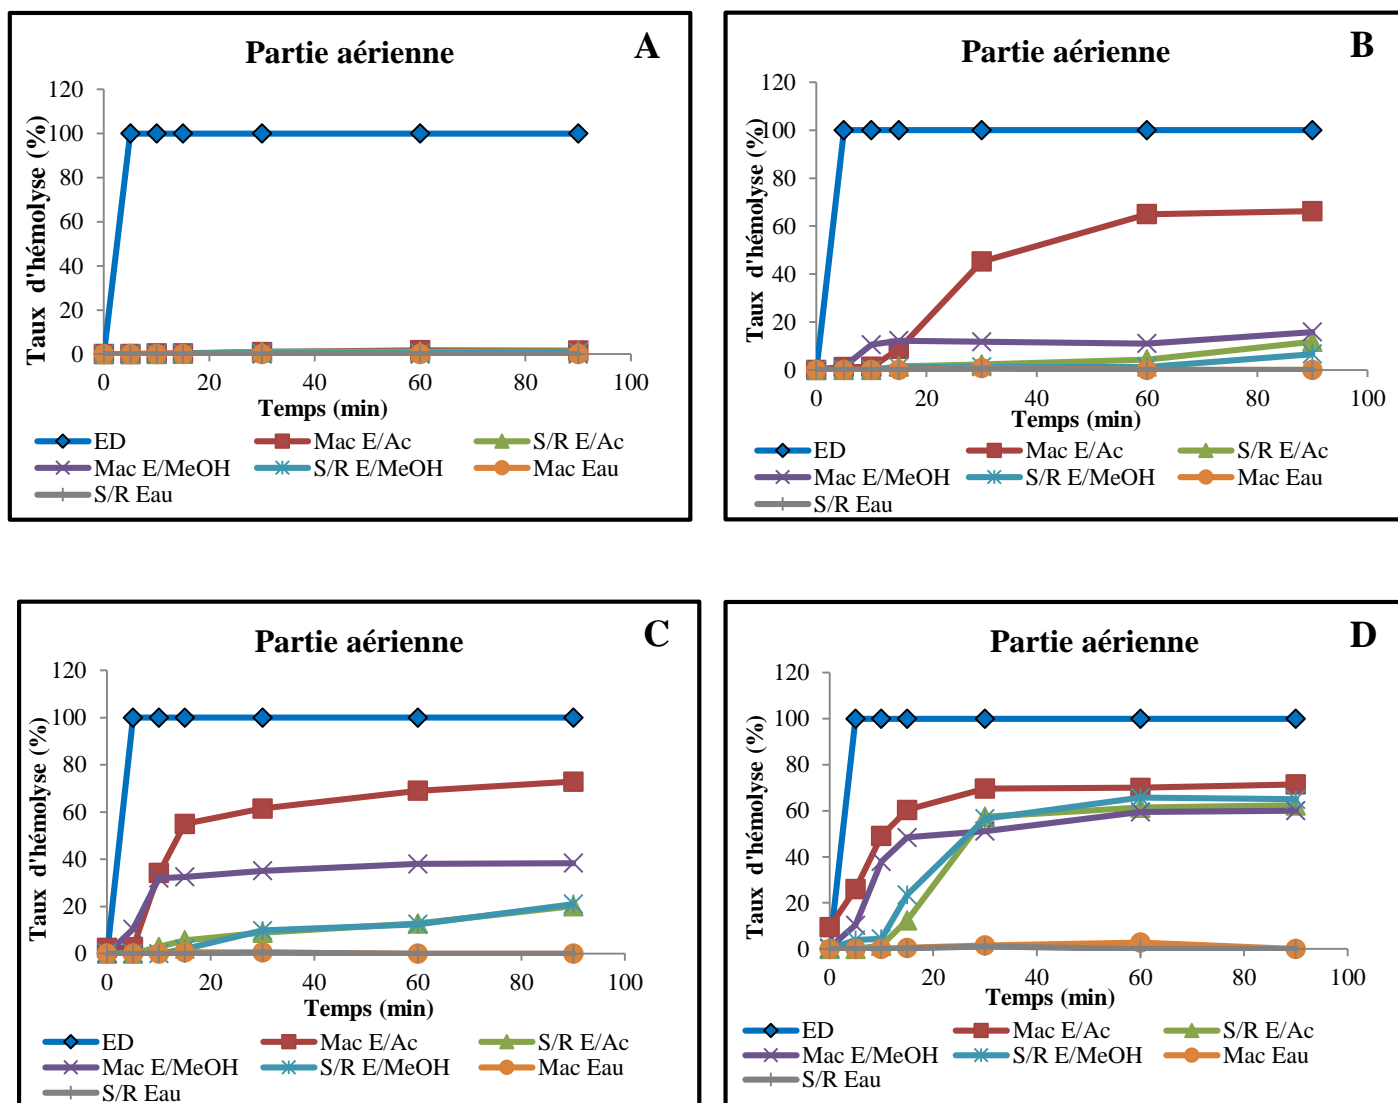 Partie aérienne
A
Taux d'hémolyse (%)
120
100
80
60
40
20
0
0 20 40 60 80 100
Temps (min)
ED Mac E/Ac S/R E/Ac
Mac E/MeOH S/R E/MeOH Mac Eau
S/R Eau
Partie aérienne
B
Taux d'hémolyse (%)
120
100
80
60
40
20
0
0 20 40 60 80 100
Temps (min)
ED Mac E/Ac S/R E/Ac
Mac E/MeOH S/R E/MeOH Mac Eau
S/R Eau
Partie aérienne
C
Taux d'hémolyse (%)
120
100
80
60
40
20
0
0 20 40 60 80 100
Temps (min)
ED Mac E/Ac S/R E/Ac
Mac E/MeOH S/R E/MeOH Mac Eau
S/R Eau
Partie aérienne
D
Taux d'hémolyse (%)
120
100
80
60
40
20
0
0 20 40 60 80 100
Temps (min)
ED Mac E/Ac S/R E/Ac
Mac E/MeOH S/R E/MeOH Mac Eau
S/R Eau